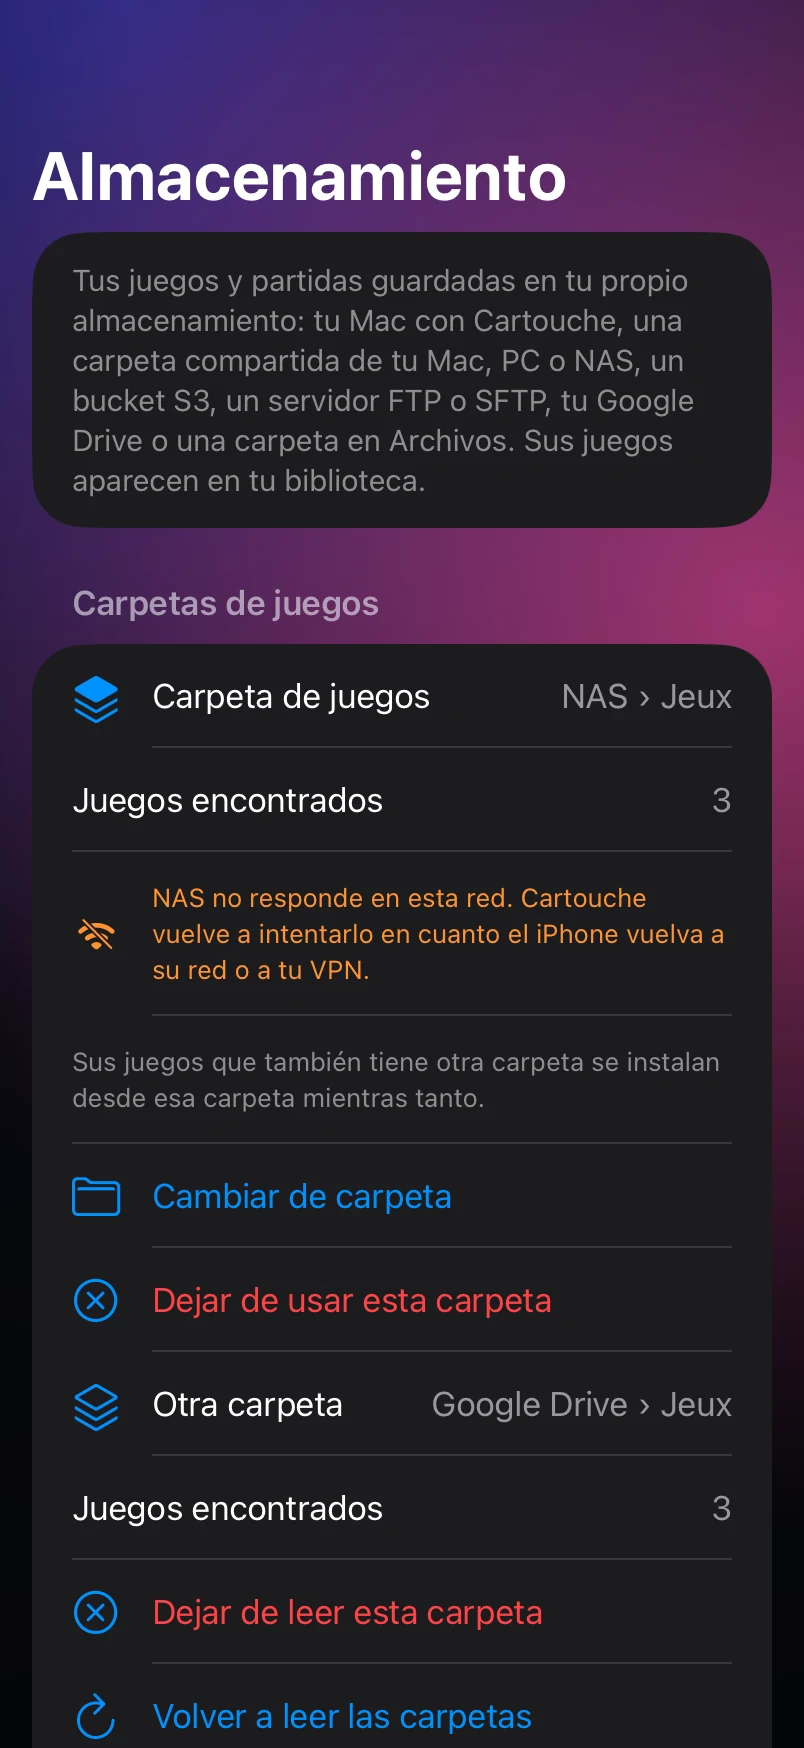 Almacenamiento
Tus juegos y partidas guardadas en tu propio
almacenamiento: tu Mac con Cartouche, una
carpeta compartida de tu Mac, PC o NAS, un
bucket S3, un servidor FTP o SFTP, tu Google
Drive o una carpeta en Archivos. Sus juegos
aparecen en tu biblioteca.
Carpetas de juegos
Carpeta de juegos NAS › Jeux
Juegos encontrados 3
NAS no responde en esta red. Cartouche
vuelve a intentarlo en cuanto el iPhone vuelva a
su red o a tu VPN.
Sus juegos que también tiene otra carpeta se instalan
desde esa carpeta mientras tanto.
Cambiar de carpeta
Dejar de usar esta carpeta
Otra carpeta Google Drive › Jeux
Juegos encontrados 3
Dejar de leer esta carpeta
Volver a leer las carpetas